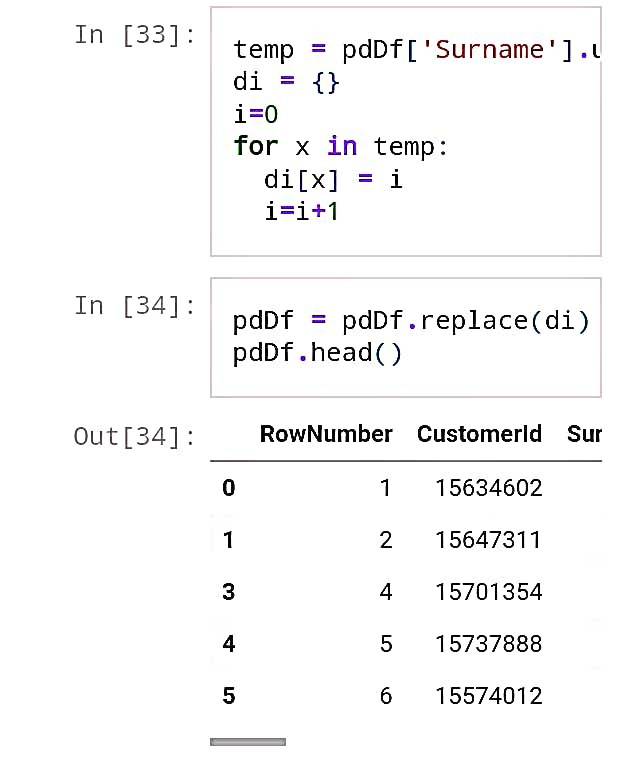 In [33]:
temp = pdDf['Surname'].
di = {}
i=0
for x in temp:
di[x] = i
i=i+1
In [34]:
pdDf = pdDf.replace(di)
pdDf.head()
Out[34]: RowNumber CustomerId Sur
0 1 15634602
1 2 15647311
3 4 15701354
4 5 15737888
5 6 15574012